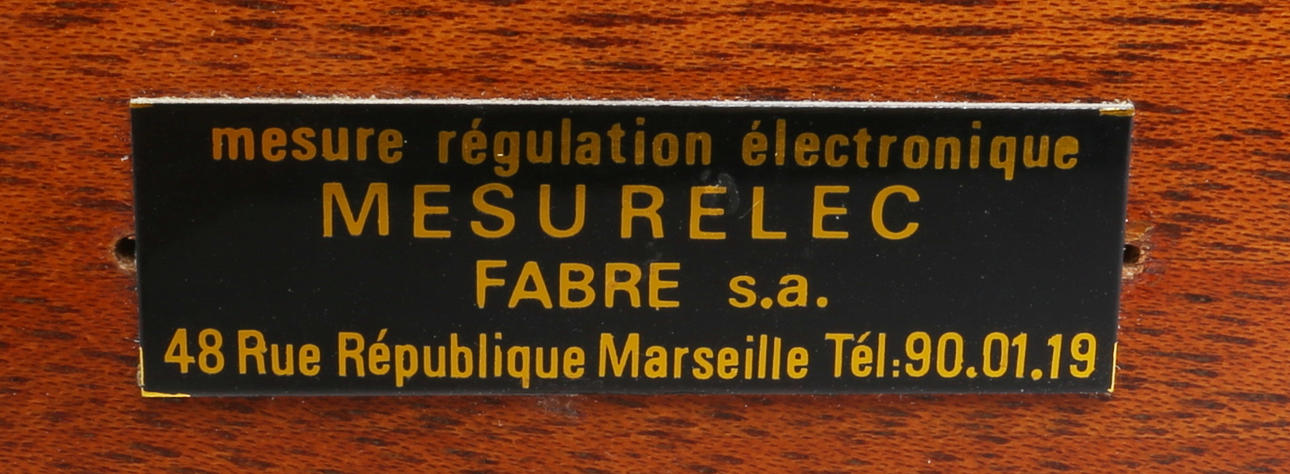 mesure régulation électronique
MESURELEC
FABRE s.a.
48 Rue République Marseille Tél:90.01.19